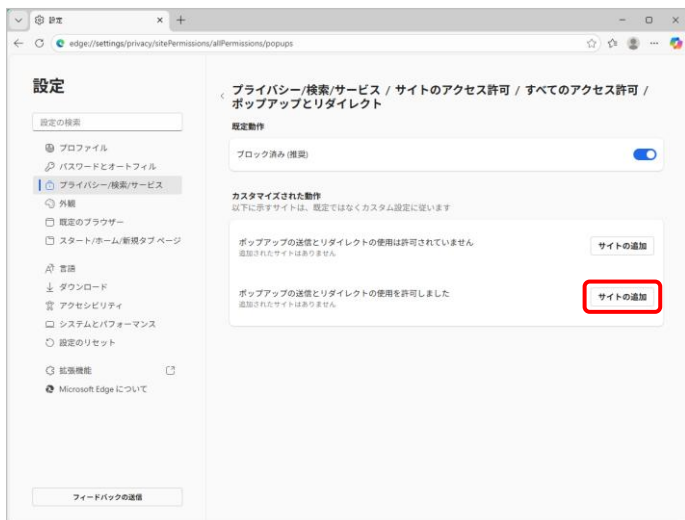 設定
edge://settings/privacy/sitePermissions/allPermissions/popups
設定
設定の検索
プロファイル
パスワードとオートフィル
プライバシー/検索/サービス
外観
既定のブラウザー
スタート/ホーム/新規タブ ページ
言語
ダウンロード
アクセシビリティ
システムとパフォーマンス
設定のリセット
拡張機能
Microsoft Edge について
フィードバックの送信
プライバシー/検索/サービス / サイトのアクセス許可 / すべてのアクセス許可 /
ポップアップとリダイレクト
既定動作
ブロック済み (推奨)
カスタマイズされた動作
以下に示すサイトは、既定ではなくカスタム設定に従います
ポップアップの送信とリダイレクトの使用は許可されていません
追加されたサイトはありません
サイトの追加
ポップアップの送信とリダイレクトの使用を許可しました
追加されたサイトはありません
サイトの追加